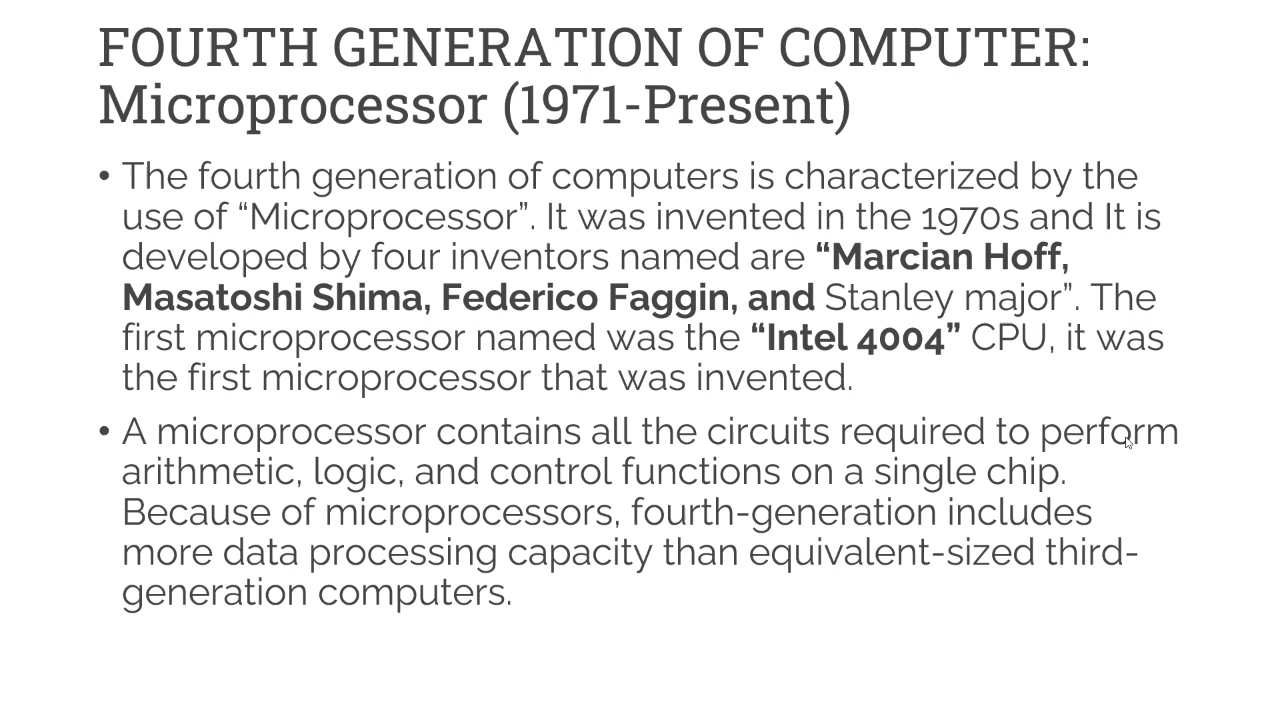 FOURTH GENERATION OF COMPUTER:
Microprocessor (1971-Present)
• The fourth generation of computers is characterized by the
use of “Microprocessor”. It was invented in the 1970s and It is
developed by four inventors named are “Marcian Hoff,
Masatoshi Shima, Federico Faggin, and Stanley major”. The
first microprocessor named was the “Intel 4004” CPU, it was
the first microprocessor that was invented.
• A microprocessor contains all the circuits required to perform
arithmetic, logic, and control functions on a single chip.
Because of microprocessors, fourth-generation includes
more data processing capacity than equivalent-sized third-
generation computers.